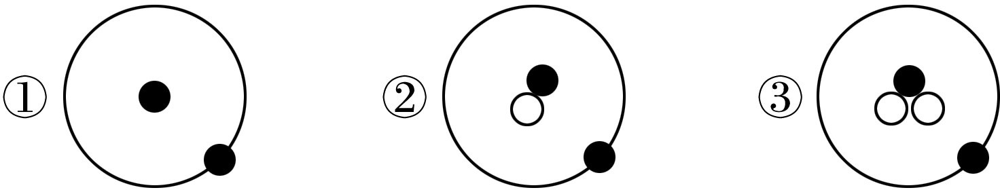 ① ② ③